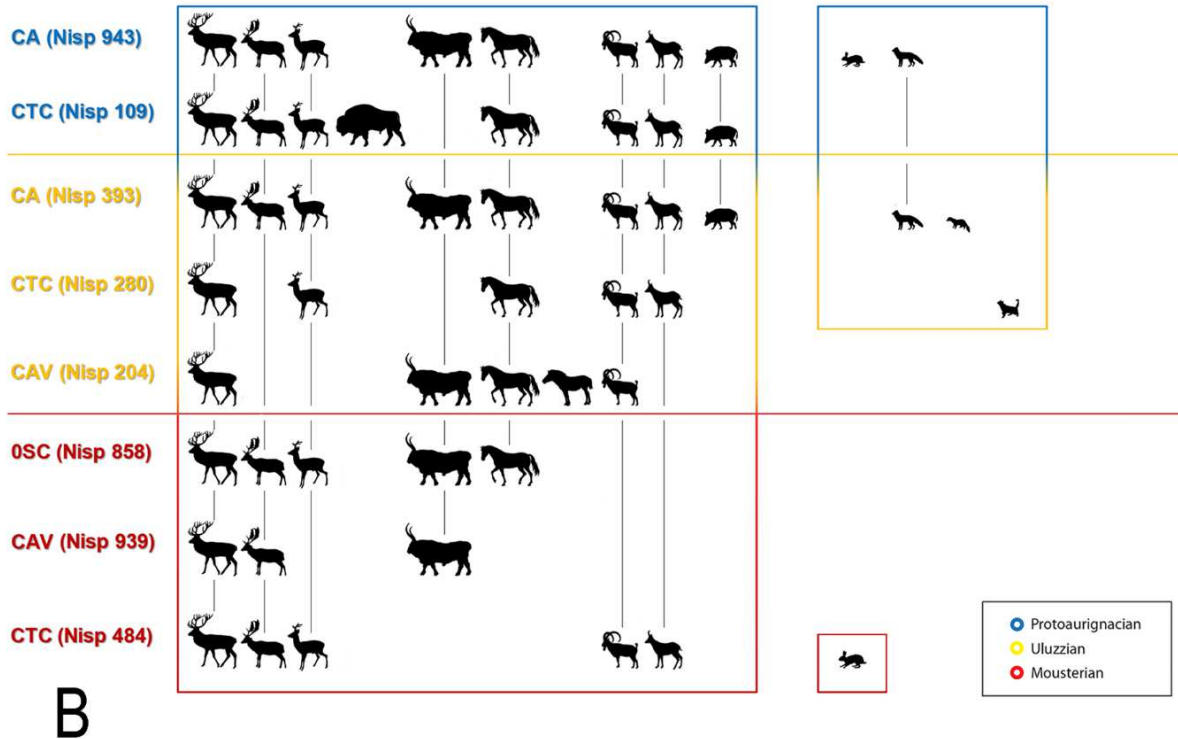 CA (Nisp 943)
CTC (Nisp 109)
CA (Nisp 393)
CTC (Nisp 280)
CAV (Nisp 204)
0SC (Nisp 858)
CAV (Nisp 939)
CTC (Nisp 484)
Protoaurignacian
Uluzzian
Mousterian
B